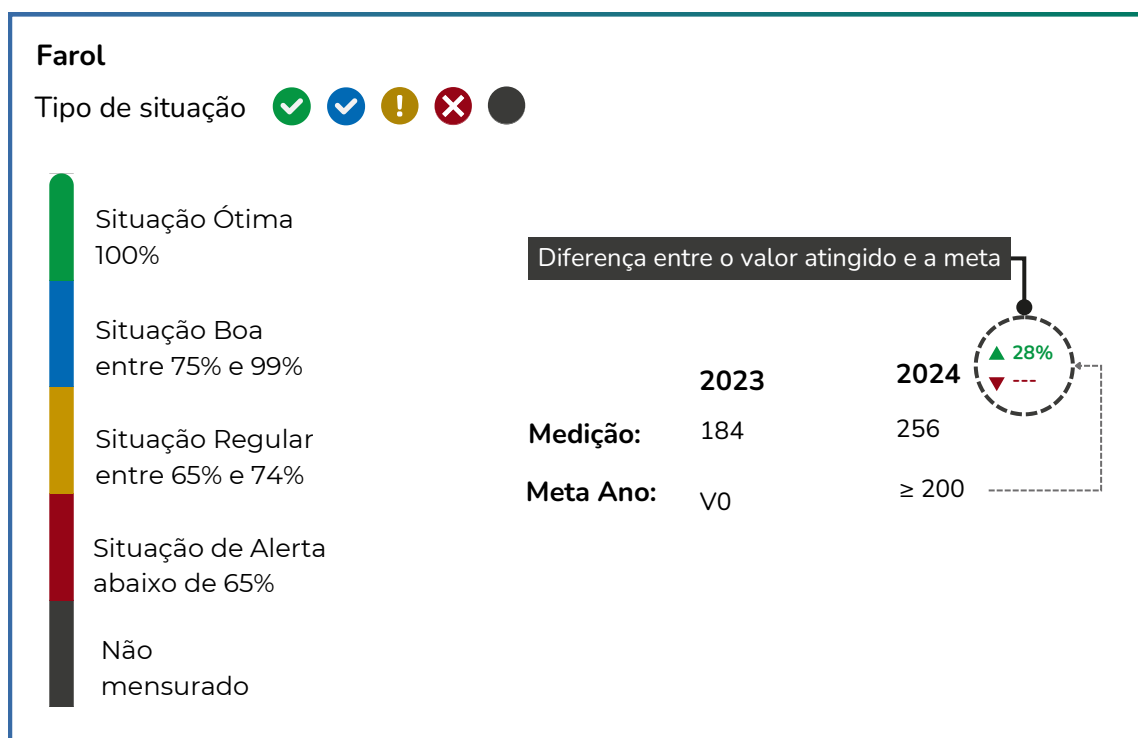 Farol
Tipo de situação
Situação Ótima
100%
Situação Boa
entre 75% e 99%
Situação Regular
entre 65% e 74%
Situação de Alerta
abaixo de 65%
Não
mensurado
Diferença entre o valor atingido e a meta
▲ 28%
▼ ---
2023 2024
Medição: 184 256
Meta Ano: V0 ≥ 200